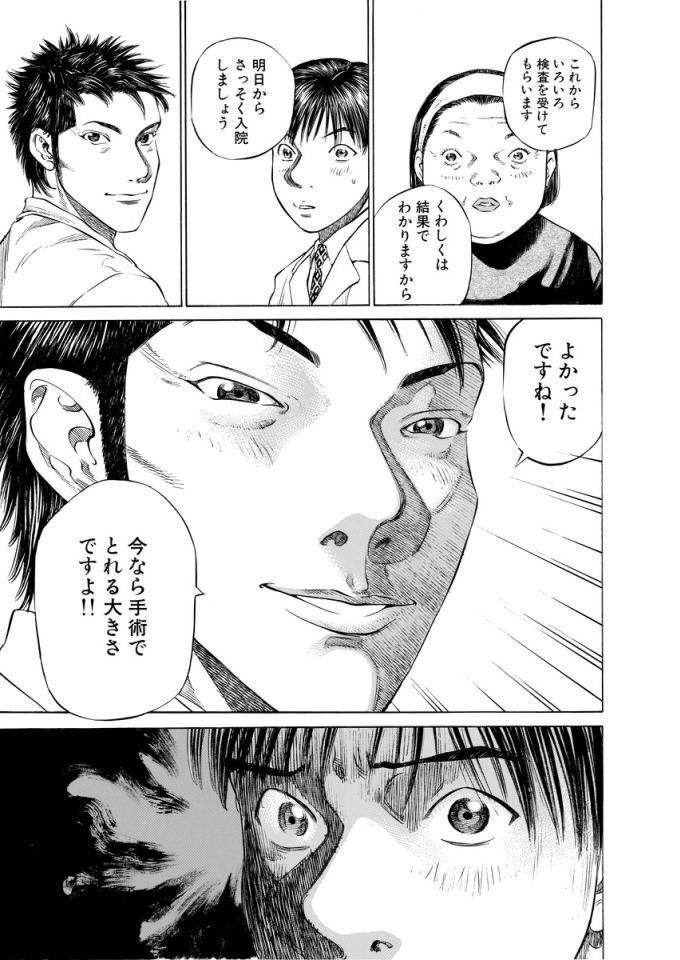 これから
いろいろ
検査を受けて
もらいます
くわしくは
結果で
わかりますから
明日から
さっそく入院
しましょう
よかった
ですね！
今なら手術で
とれる大きさ
ですよ!!